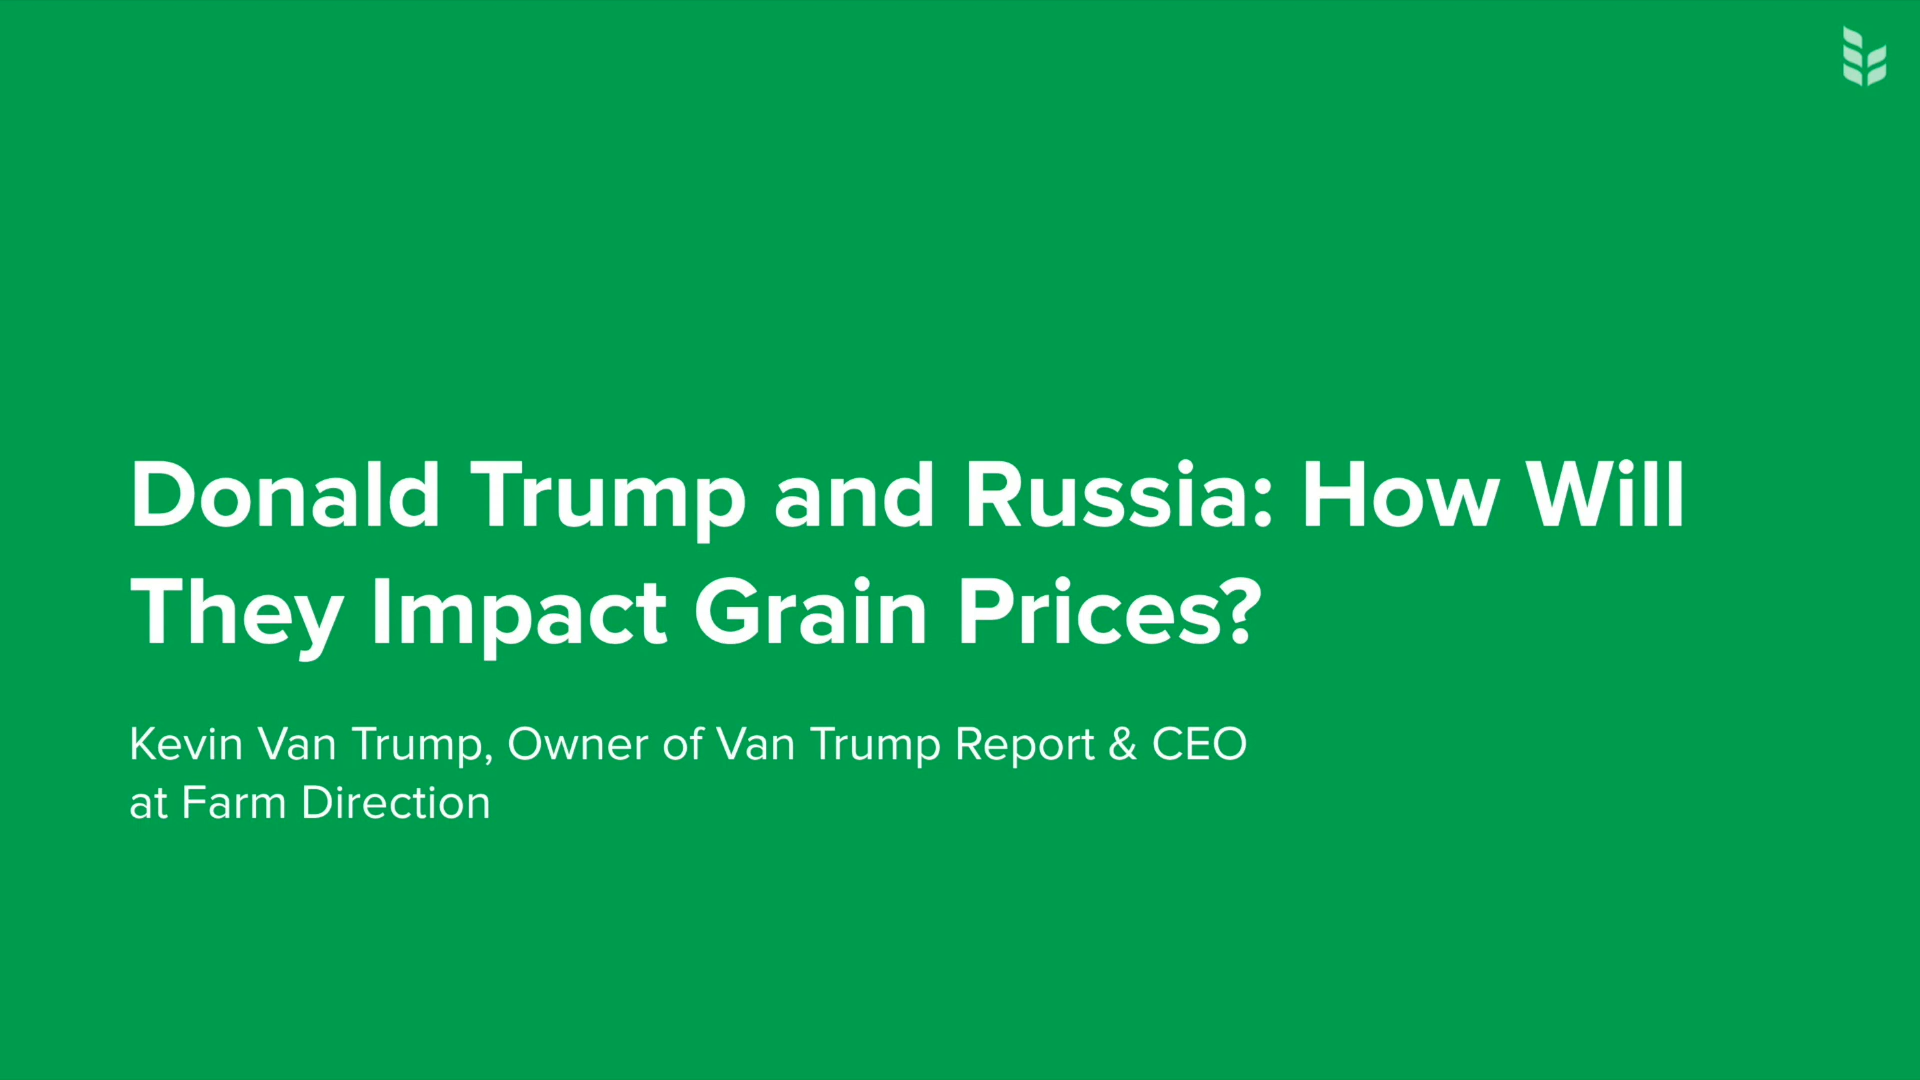 Donald Trump and Russia: How Will
They Impact Grain Prices?
Kevin Van Trump, Owner of Van Trump Report & CEO
at Farm Direction